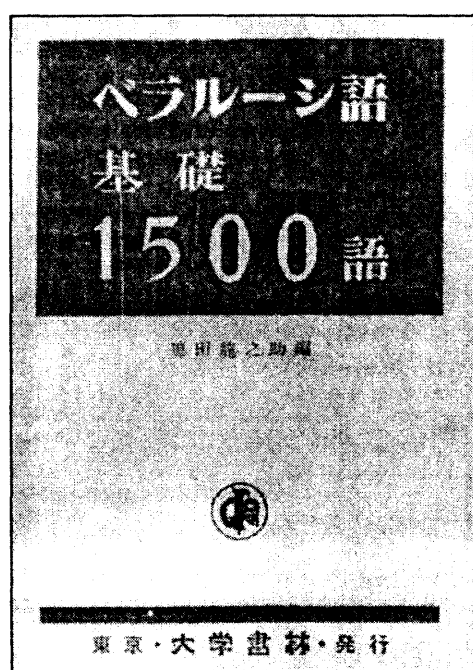 ベラルーシ語
基礎
1500語
黒田龍之助編
東京・大学書林・発行